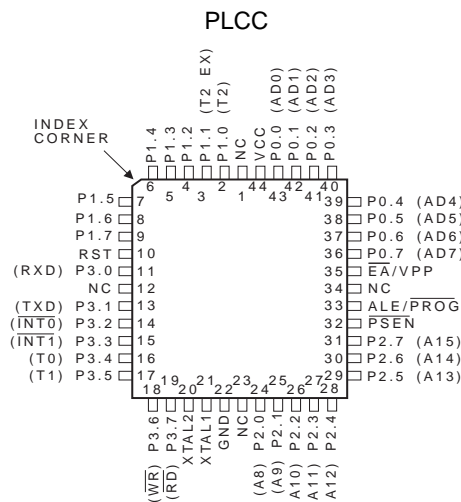 PLCC
INDEX
CORNER
P1.4
P1.3
P1.2
P1.1 (T2 EX)
P1.0 (T2)
NC
VCC
P0.0 (AD0)
P0.1 (AD1)
P0.2 (AD2)
P0.3 (AD3)
6
5
4
3
2
1
44
43
42
41
40
P1.5 7
P1.6 8
P1.7 9
RST 10
(RXD) P3.0 11
NC 12
(TXD) P3.1 13
(INT0) P3.2 14
(INT1) P3.3 15
(T0) P3.4 16
(T1) P3.5 17
39 P0.4 (AD4)
38 P0.5 (AD5)
37 P0.6 (AD6)
36 P0.7 (AD7)
35 EA/VPP
34 NC
33 ALE/PROG
32 PSEN
31 P2.7 (A15)
30 P2.6 (A14)
29 P2.5 (A13)
18
19
20
21
22
23
24
25
26
27
28
(WR) P3.6
(RD) P3.7
XTAL2
XTAL1
GND
NC
(A8) P2.0
(A9) P2.1
A10) P2.2
A11) P2.3
A12) P2.4